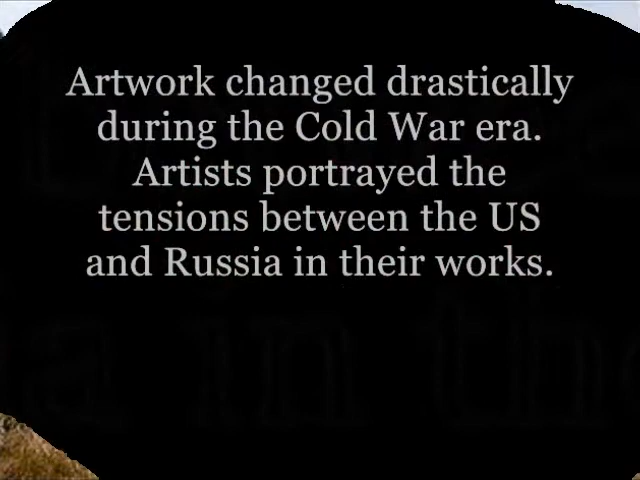 Artwork changed drastically
during the Cold War era.
Artists portrayed the
tensions between the US
and Russia in their works.